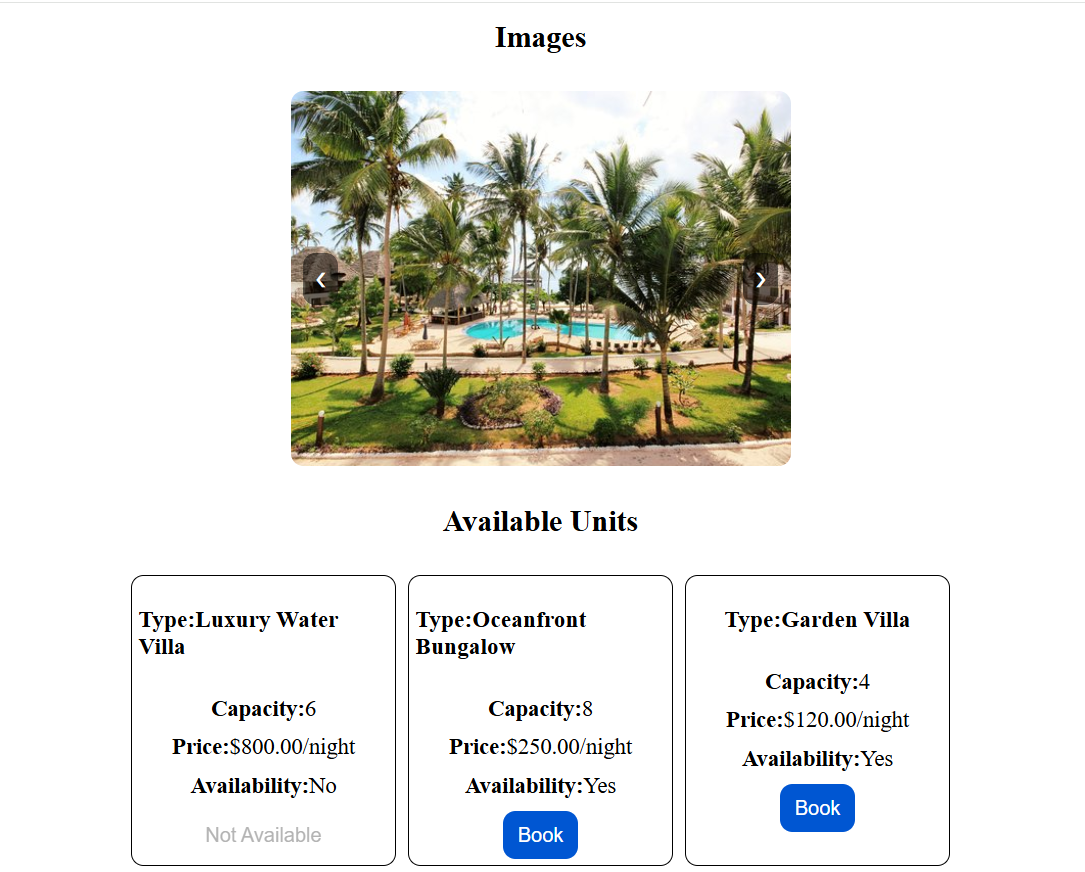 Images
❮
❯
Available Units
Type:Luxury Water
Villa
Capacity:6
Price:$800.00/night
Availability:No
Not Available
Type:Oceanfront
Bungalow
Capacity:8
Price:$250.00/night
Availability:Yes
Book
Type:Garden Villa
Capacity:4
Price:$120.00/night
Availability:Yes
Book